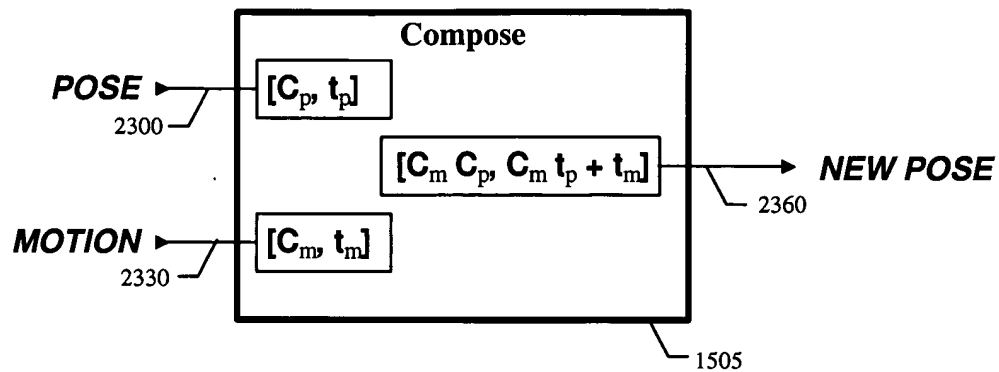 Compose
POSE
[Cp, tp]
2300
[Cm Cp, Cm tp + tm]
NEW POSE
2360
MOTION
[Cm, tm]
2330
1505